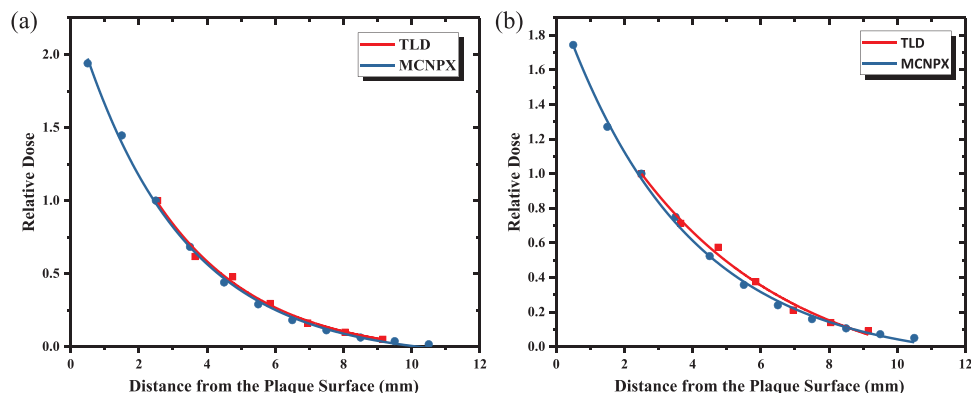 (a)
TLD
MCNPX
Relative Dose
2.0
1.5
1.0
0.5
0.0
0 2 4 6 8 10 12
Distance from the Plaque Surface (mm)
(b)
TLD
MCNPX
Relative Dose
1.8
1.6
1.4
1.2
1.0
0.8
0.6
0.4
0.2
0.0
0 2 4 6 8 10 12
Distance from the Plaque Surface (mm)